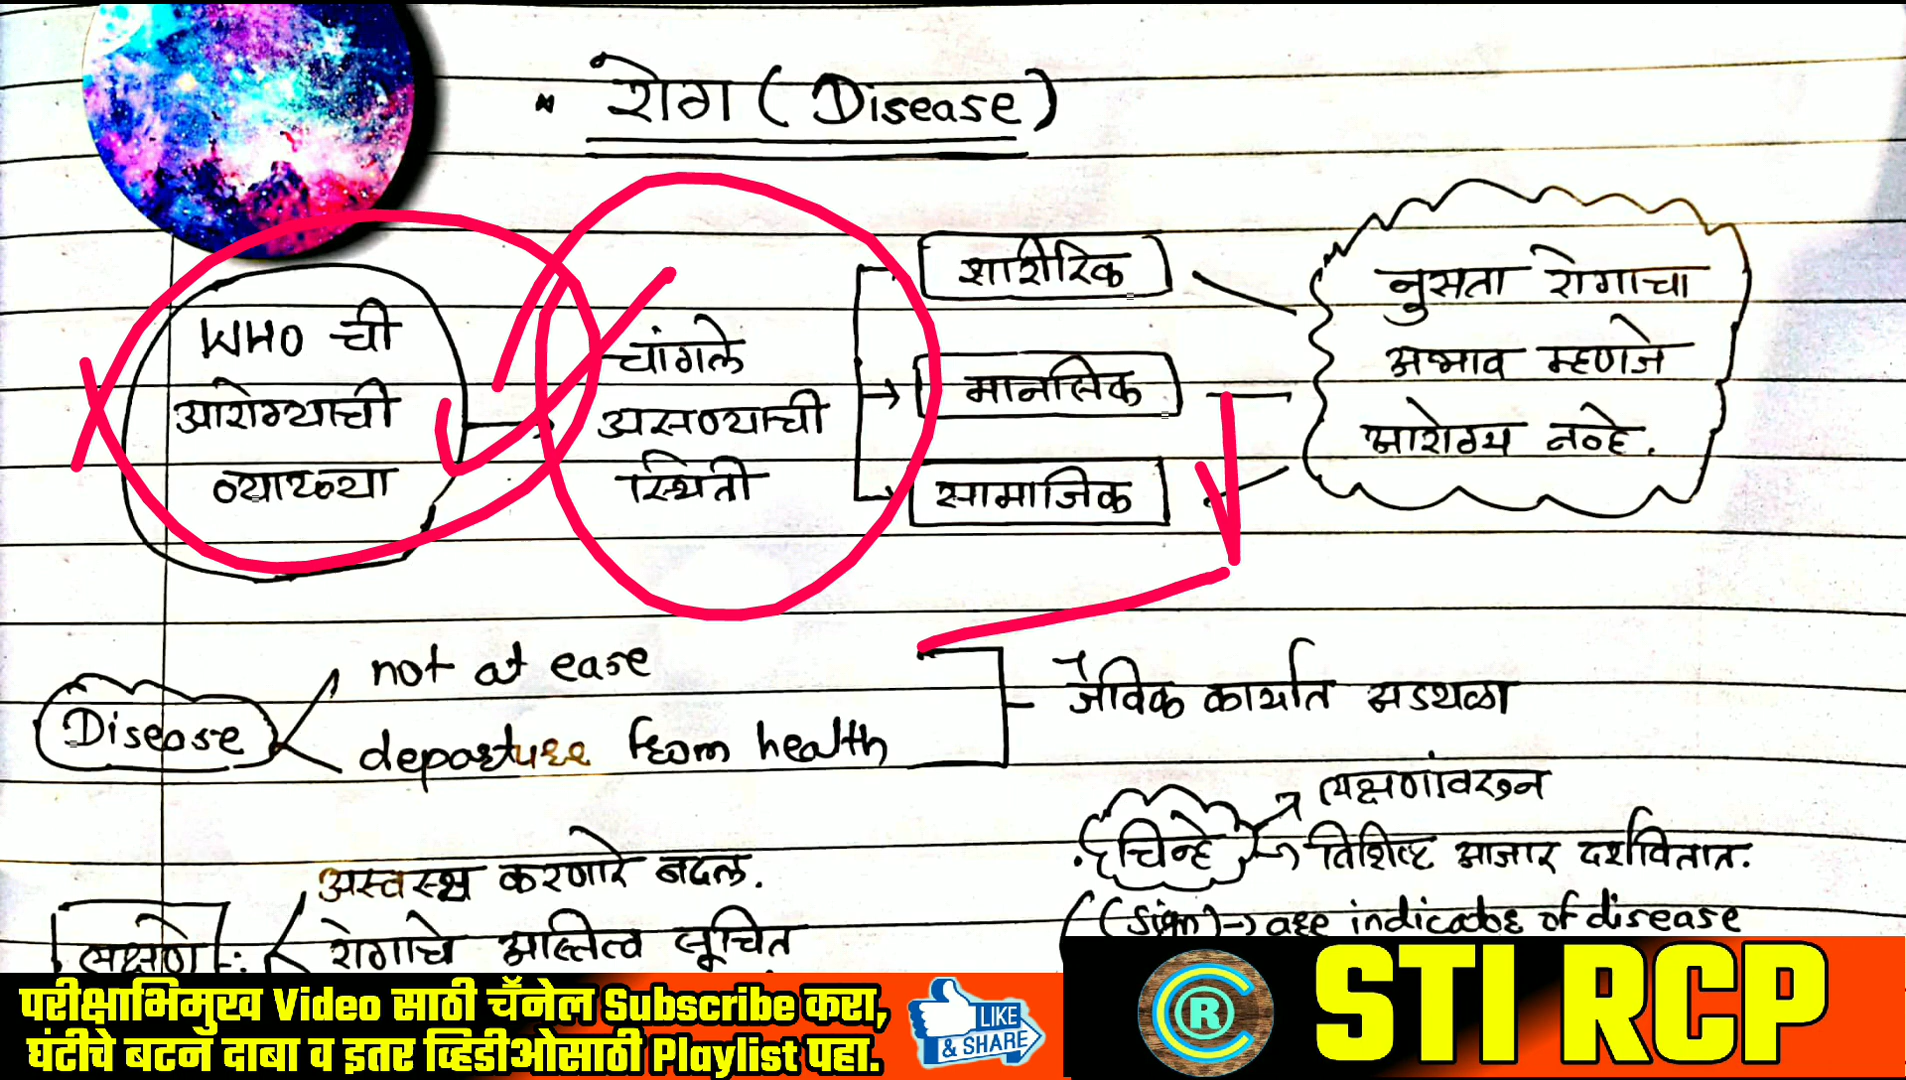 रोग ( Disease )
WHO ची
आरोग्याची
व्याख्या
चांगले
असण्याची
स्थिती
शारीरिक
मानसिक
सामाजिक
नुसता रोगाचा
अभाव म्हणजे
आरोग्य नव्हे.
Disease
not at ease
departure from health
जैविक कार्यात अडथळा
चिन्हे
लक्षणांवरून
विशिष्ट आजार दर्शवितात.
(Sign) → are indicator of disease
लक्षणे :
अस्वस्थ करणारे बदल.
रोगाचे अस्तित्व सूचित
परीक्षाभिमुख Video साठी चॅनेल Subscribe करा,
घंटीचे बटन दाबा व इतर व्हिडीओसाठी Playlist पहा.
LIKE
& SHARE
C R
STI RCP